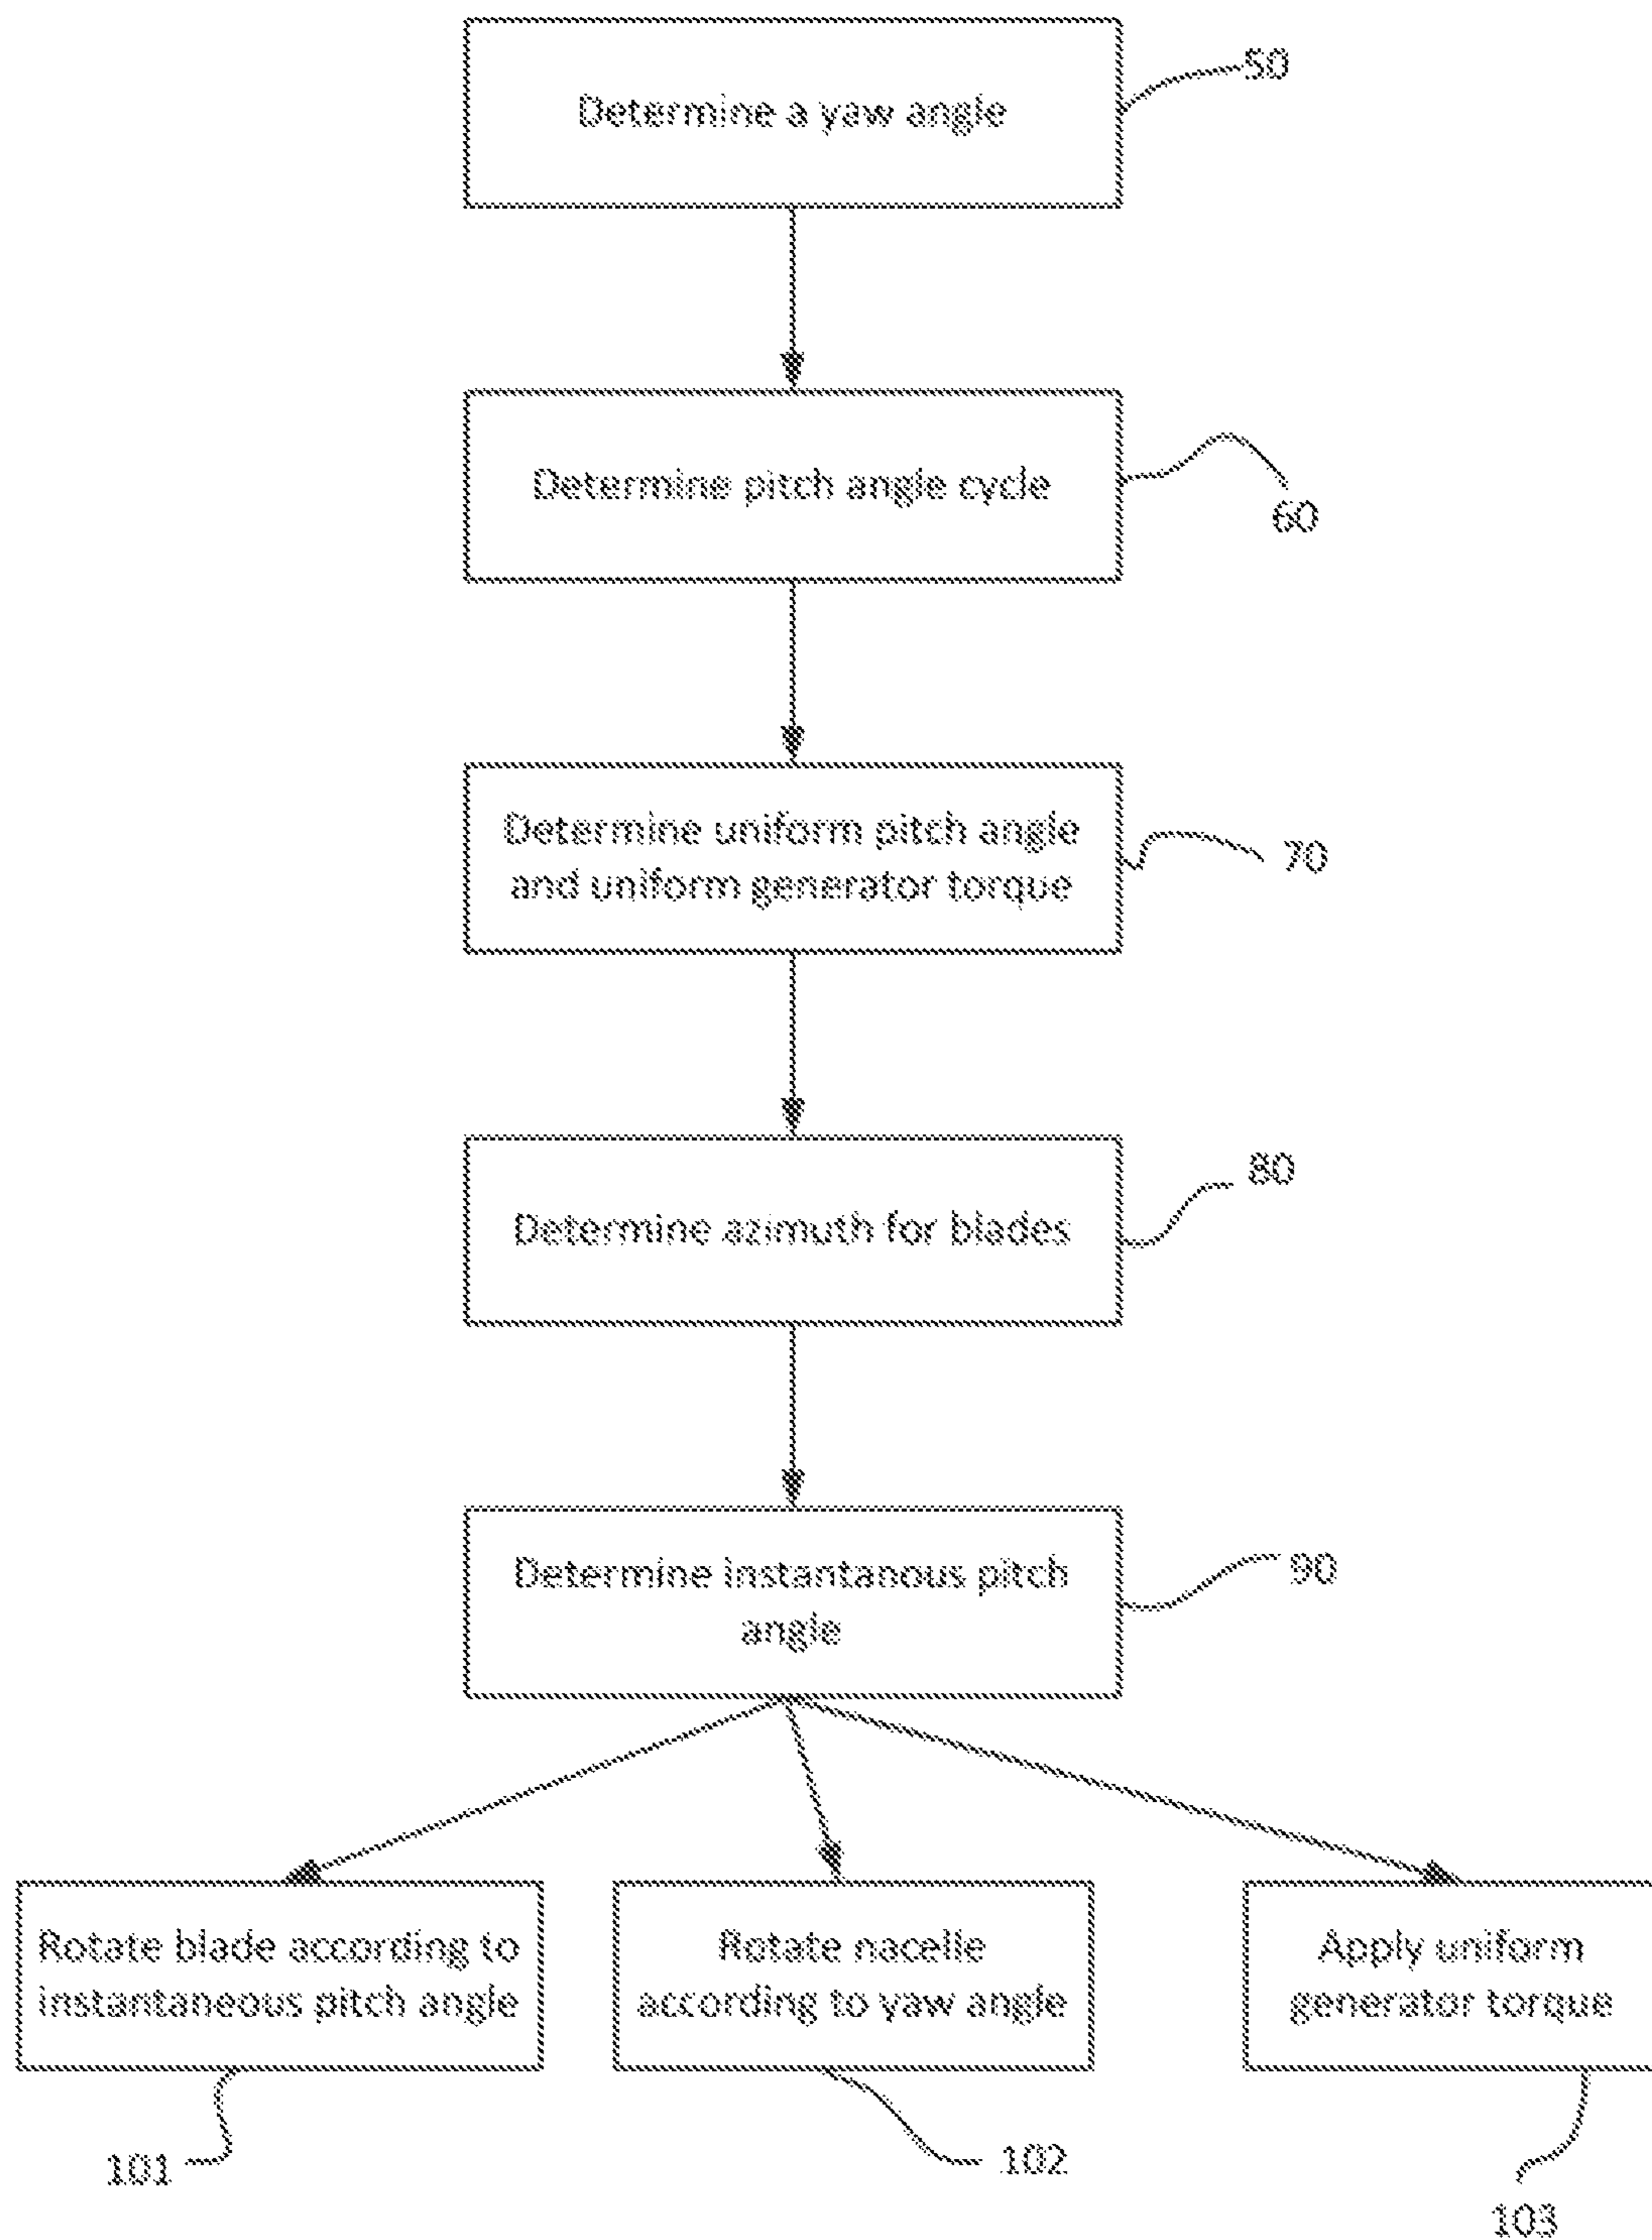 Determine a yaw angle
50
Determine pitch angle cycle
60
Determine uniform pitch angle
and uniform generator torque
70
Determine azimuth for blades
80
Determine instantanous pitch
angle
90
Rotate blade according to
instantaneous pitch angle
Rotate nacelle
according to yaw angle
Apply uniform
generator torque
101
102
103